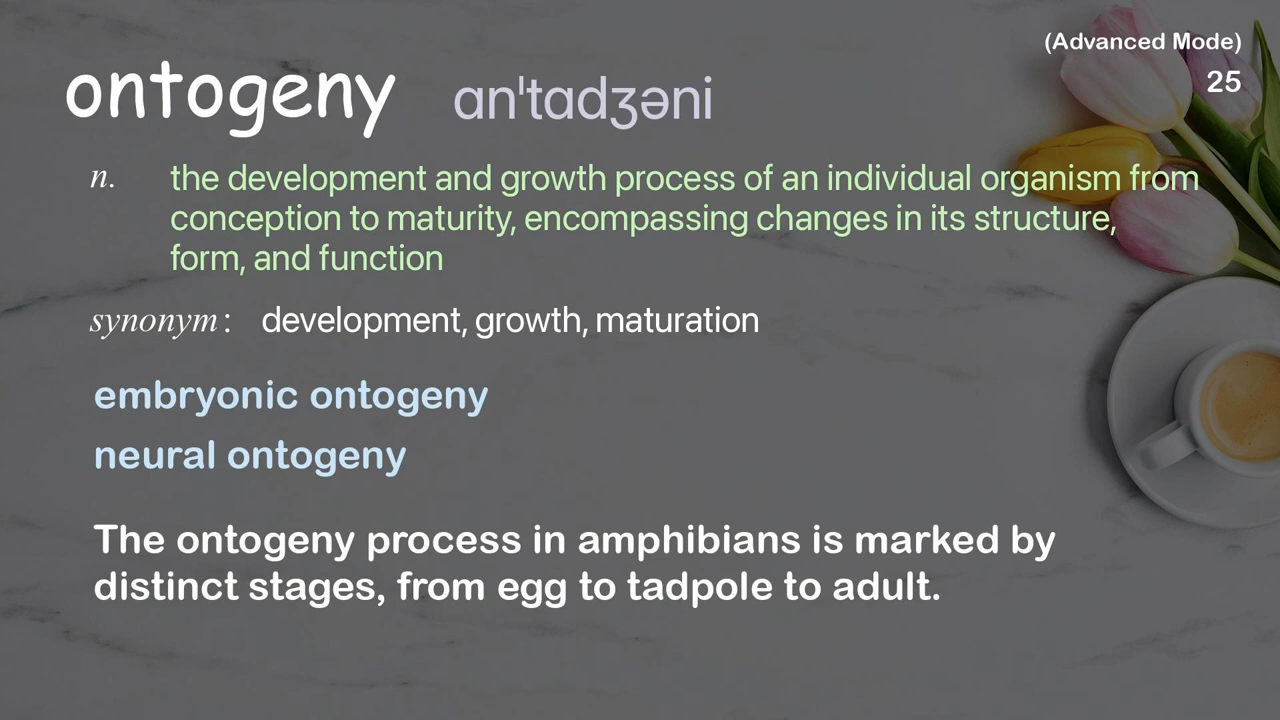 (Advanced Mode)
ontogeny anˈtadʒəni
25
n. the development and growth process of an individual organism from
conception to maturity, encompassing changes in its structure,
form, and function
synonym: development, growth, maturation
embryonic ontogeny
neural ontogeny
The ontogeny process in amphibians is marked by
distinct stages, from egg to tadpole to adult.